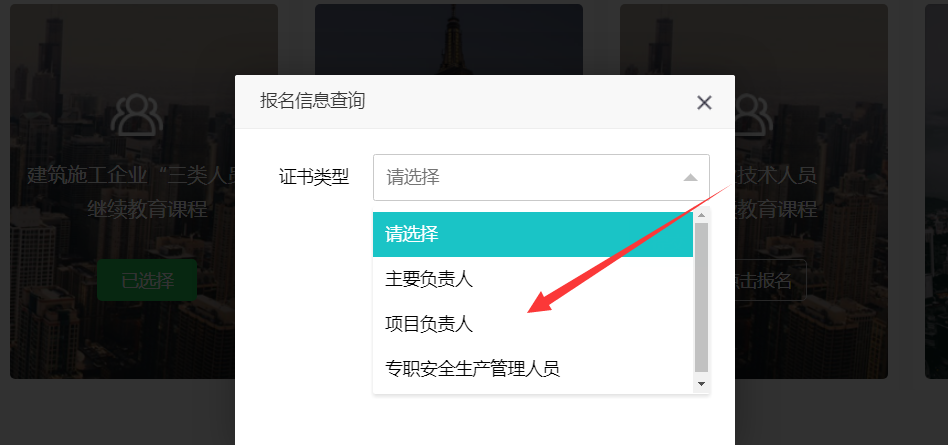 报名信息查询
建筑施工企业“三类人员
继续教育课程
已选择
证书类型
请选择
请选择
主要负责人
项目负责人
专职安全生产管理人员
技术人员
教育课程
击报名